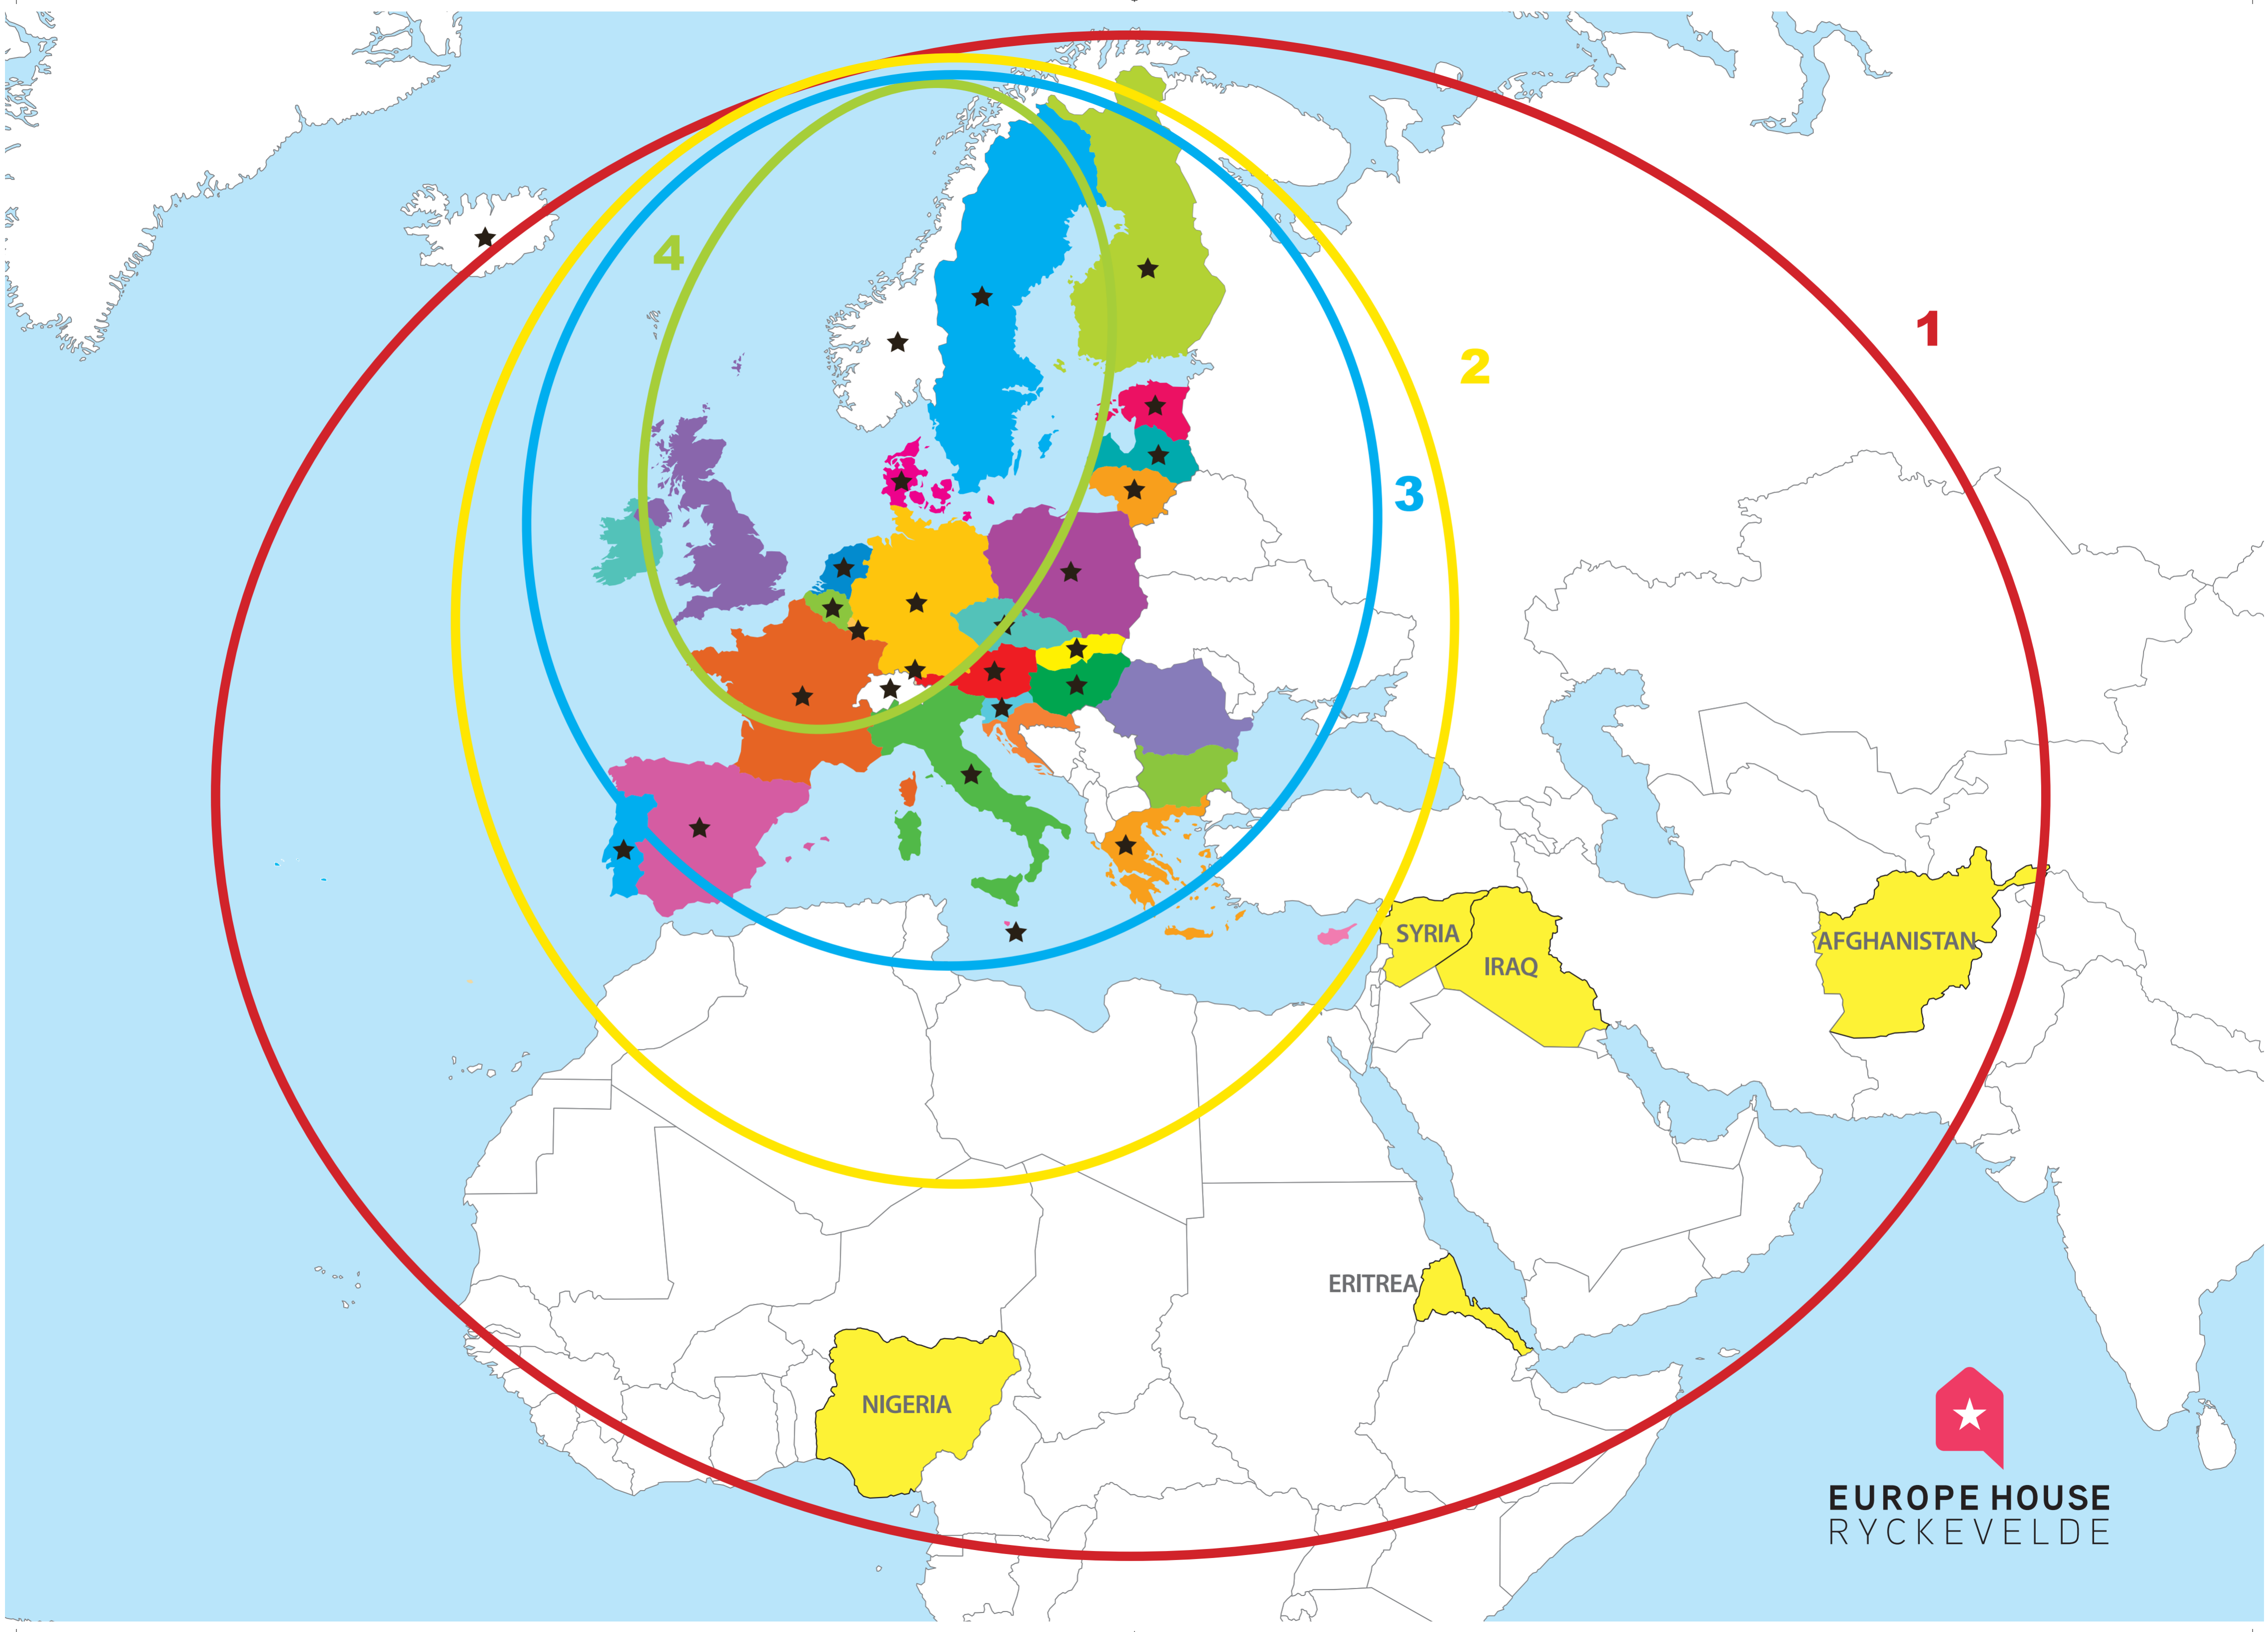 4
1
2
3
SYRIA
IRAQ
AFGHANISTAN
ERITREA
NIGERIA
EUROPE HOUSE
RYCKEVELDE